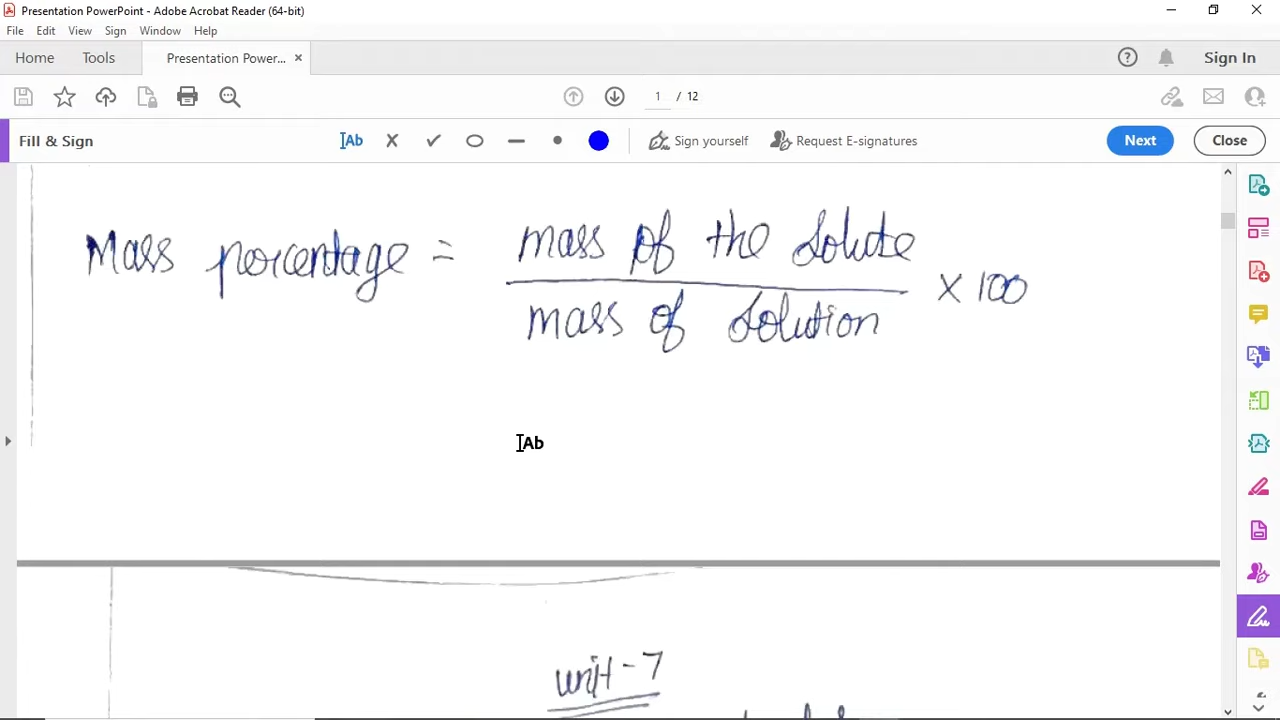 Presentation PowerPoint - Adobe Acrobat Reader (64-bit)
File Edit View Sign Window Help
Home Tools Presentation Power... × Sign In
1 / 12
Fill & Sign Ab Sign yourself Request E-signatures Next Close
Mass percentage = mass of the solute
mass of solution × 100
Ab
unit - 7